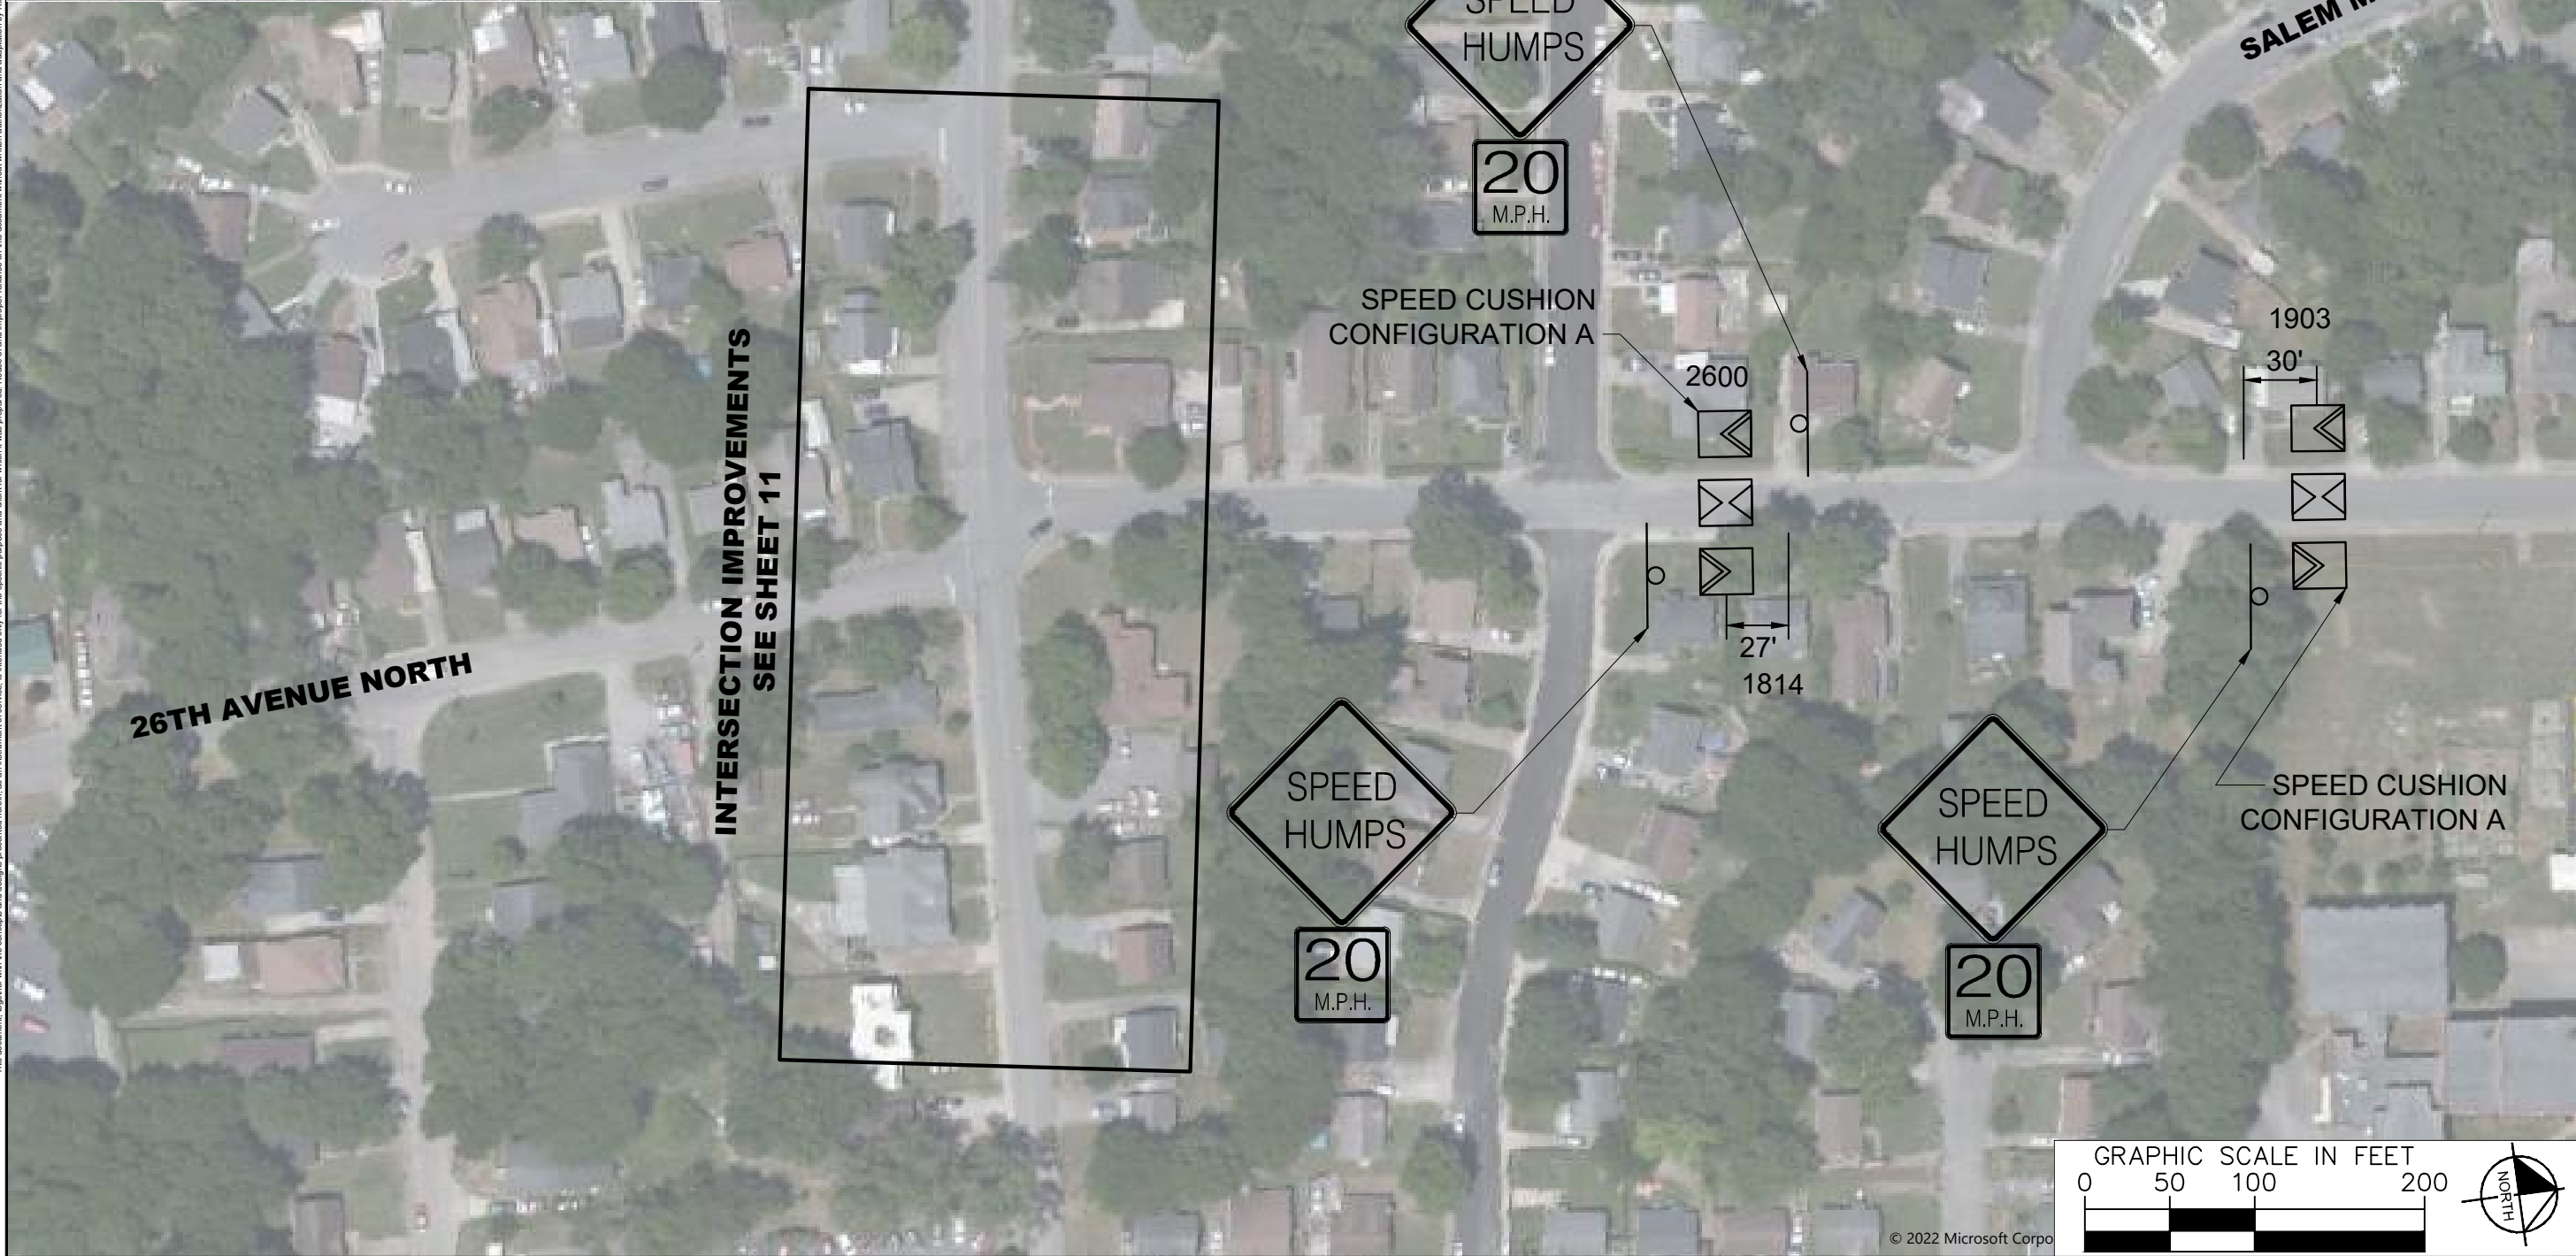 SPEED
HUMPS
20
M.P.H.
SPEED CUSHION
CONFIGURATION A
2600
1903
30'
27'
1814
INTERSECTION IMPROVEMENTS
SEE SHEET 11
26TH AVENUE NORTH
SPEED
HUMPS
20
M.P.H.
SPEED
HUMPS
20
M.P.H.
SPEED CUSHION
CONFIGURATION A
GRAPHIC SCALE IN FEET
0 50 100 200
NORTH
© 2022 Microsoft Corpo
SALEM